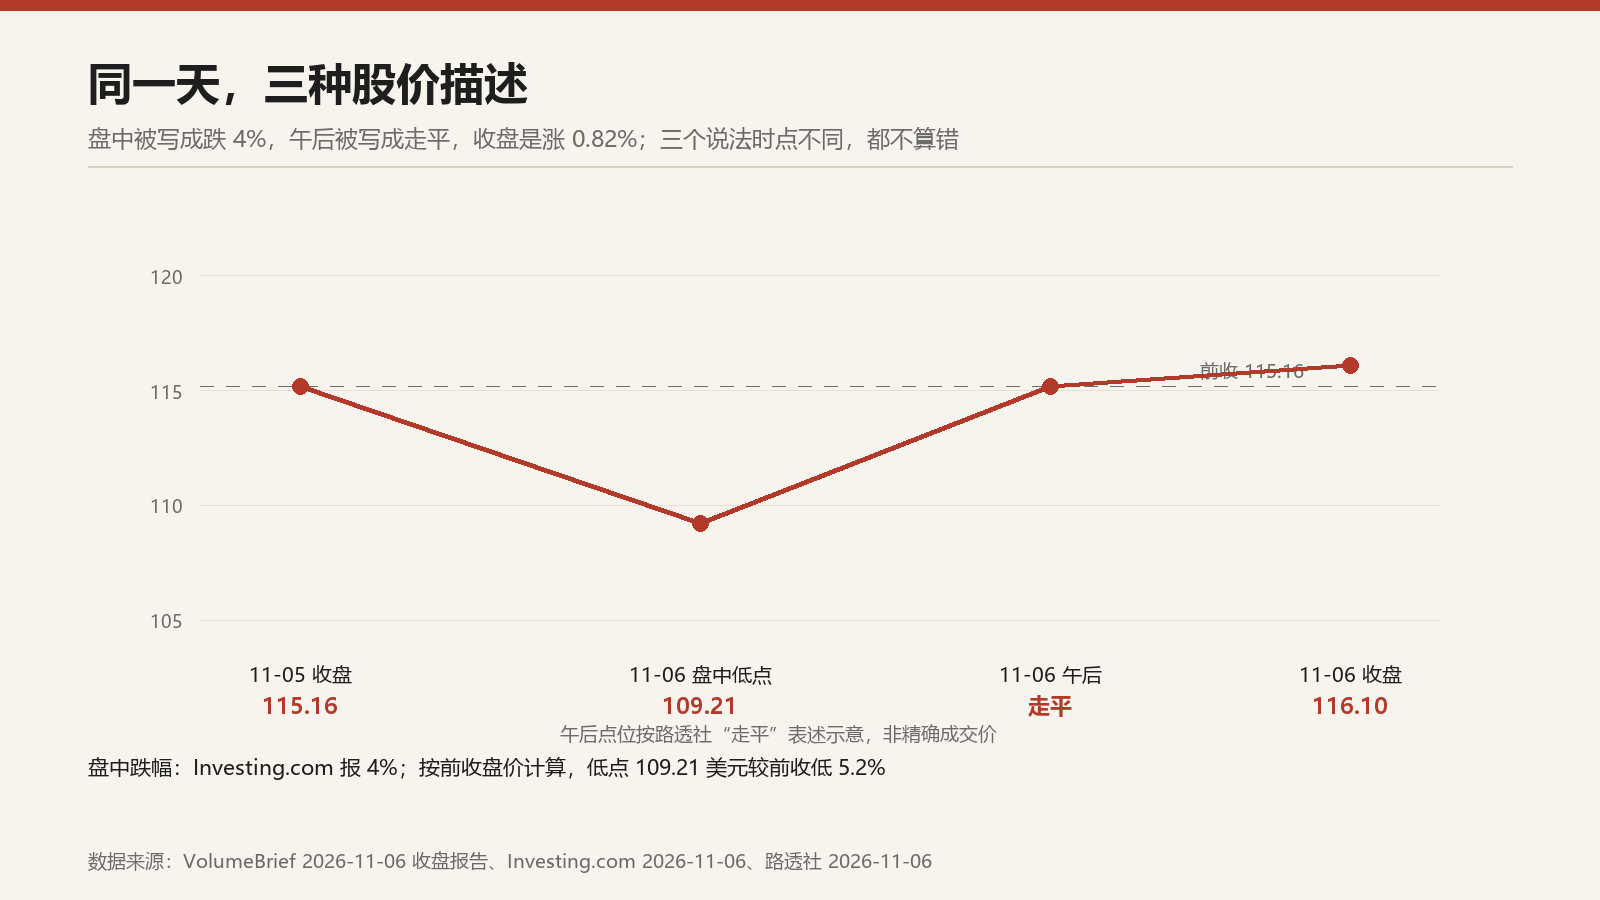 同一天，三种股价描述
盘中被写成跌 4%，午后被写成走平，收盘是涨 0.82%；三个说法时点不同，都不算错
120
前收 115.16
115
110
105
11-05 收盘
115.16
11-06 盘中低点
109.21
11-06 午后
走平
11-06 收盘
116.10
午后点位按路透社“走平”表述示意，非精确成交价
盘中跌幅：Investing.com 报 4%；按前收盘价计算，低点 109.21 美元较前收低 5.2%
数据来源：VolumeBrief 2026-11-06 收盘报告、Investing.com 2026-11-06、路透社 2026-11-06